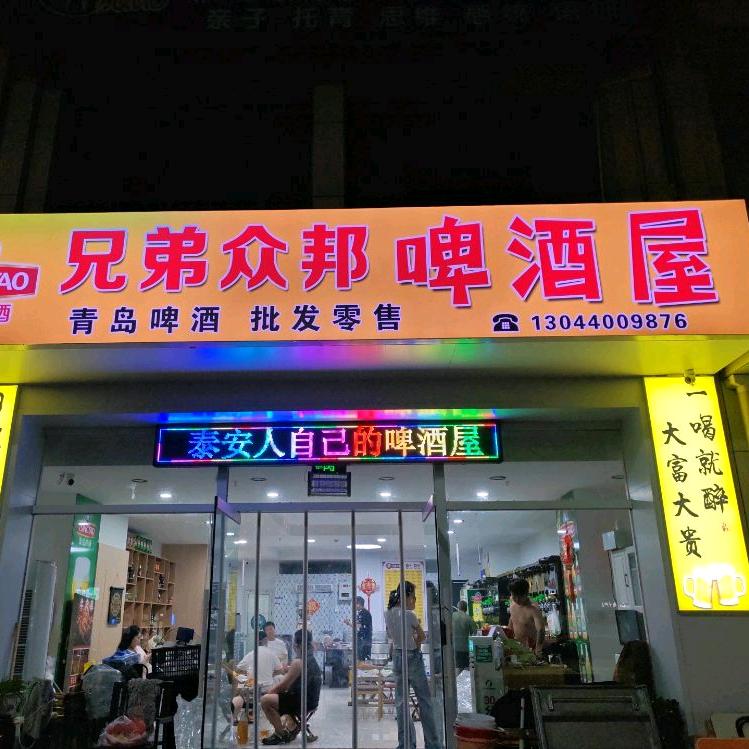 兄弟众邦啤酒屋
青岛啤酒 批发零售 ☎ 13044009876
泰安人自己的啤酒屋
一喝就醉
大富大贵